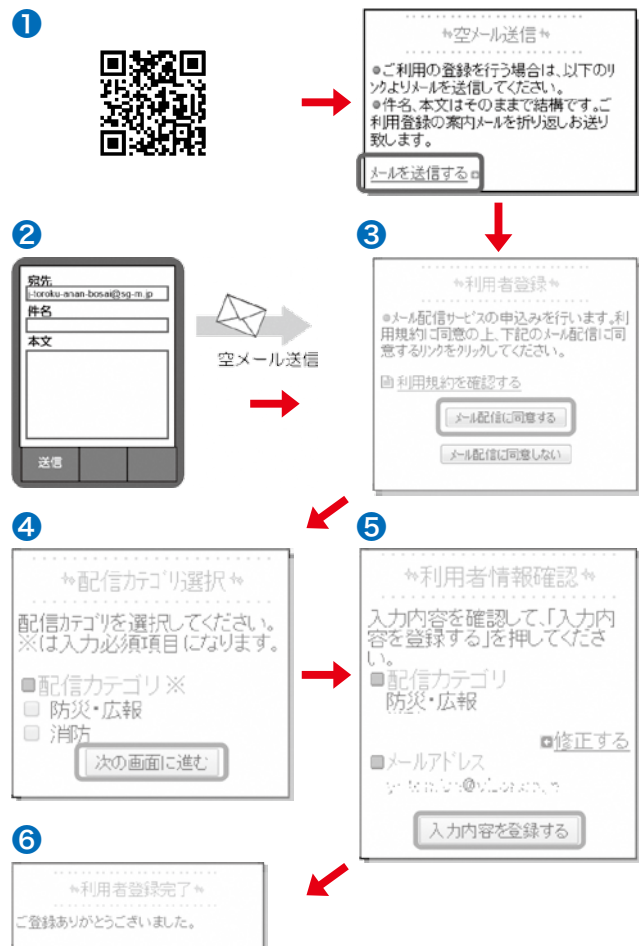 1
空メール送信
●ご利用の登録を行う場合は、以下のリ
ンクよりメールを送信してください。
●件名、本文はそのままで結構です。ご
利用登録の案内メールを折り返しお送り
致します。
メールを送信する
2
宛先
j-toroku-anan-bosai@sg-m.jp
件名
本文
送信
空メール送信
3
利用者登録
●メール配信サービスの申込みを行います。利
用規約に同意の上、下記のメール配信に同
意するリンクをクリックしてください。
利用規約を確認する
メール配信に同意する
メール配信に同意しない
4
配信カテゴリ選択
配信カテゴリを選択してください。
※は入力必須項目になります。
■配信カテゴリ※
防災・広報
消防
次の画面に進む
5
利用者情報確認
入力内容を確認して、「入力内
容を登録する」を押してくださ
い。
■配信カテゴリ
防災・広報
修正する
■メールアドレス
入力内容を登録する
6
利用者登録完了
ご登録ありがとうございました。